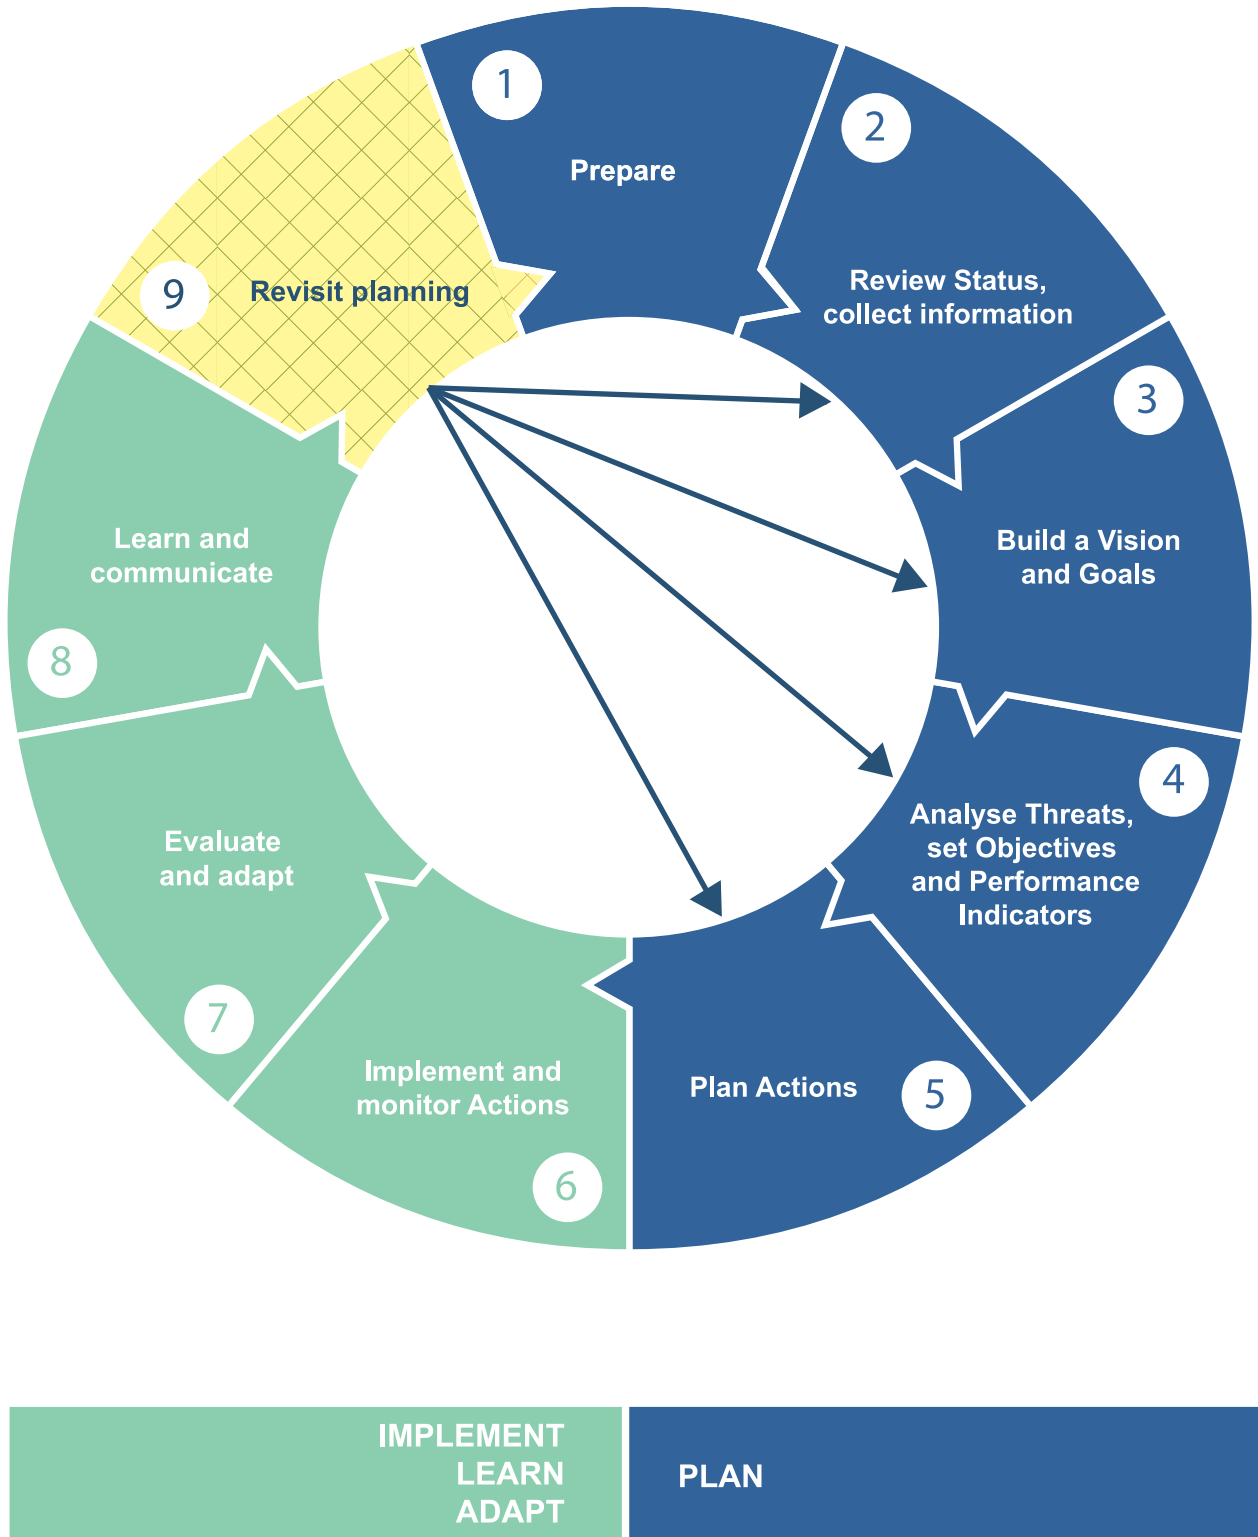 1
Prepare
2
Review Status,
collect information
3
Build a Vision
and Goals
4
Analyse Threats,
set Objectives
and Performance
Indicators
5
Plan Actions
6
Implement and
monitor Actions
7
Evaluate
and adapt
8
Learn and
communicate
9
Revisit planning
IMPLEMENT
LEARN
ADAPT
PLAN